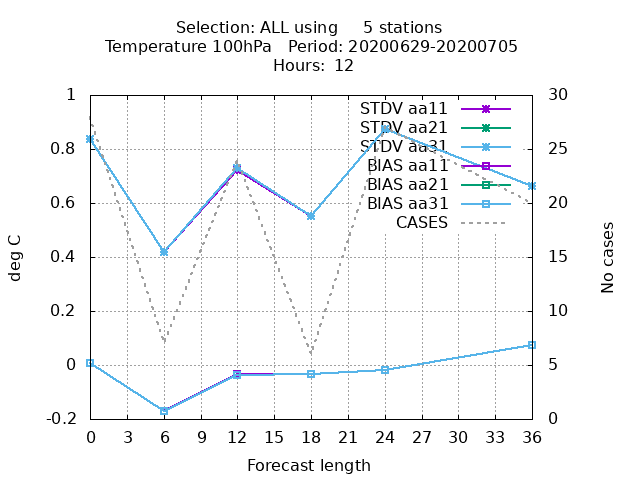 Selection: ALL using     5 stations
Temperature 100hPa   Period: 20200629-20200705
Hours: 12
1
0.8
0.6
0.4
0.2
0
-0.2
30
25
20
15
10
5
0
STDV aa11
STDV aa21
STDV aa31
BIAS aa11
BIAS aa21
BIAS aa31
CASES
deg C
No cases
0 3 6 9 12 15 18 21 24 27 30 33 36
Forecast length